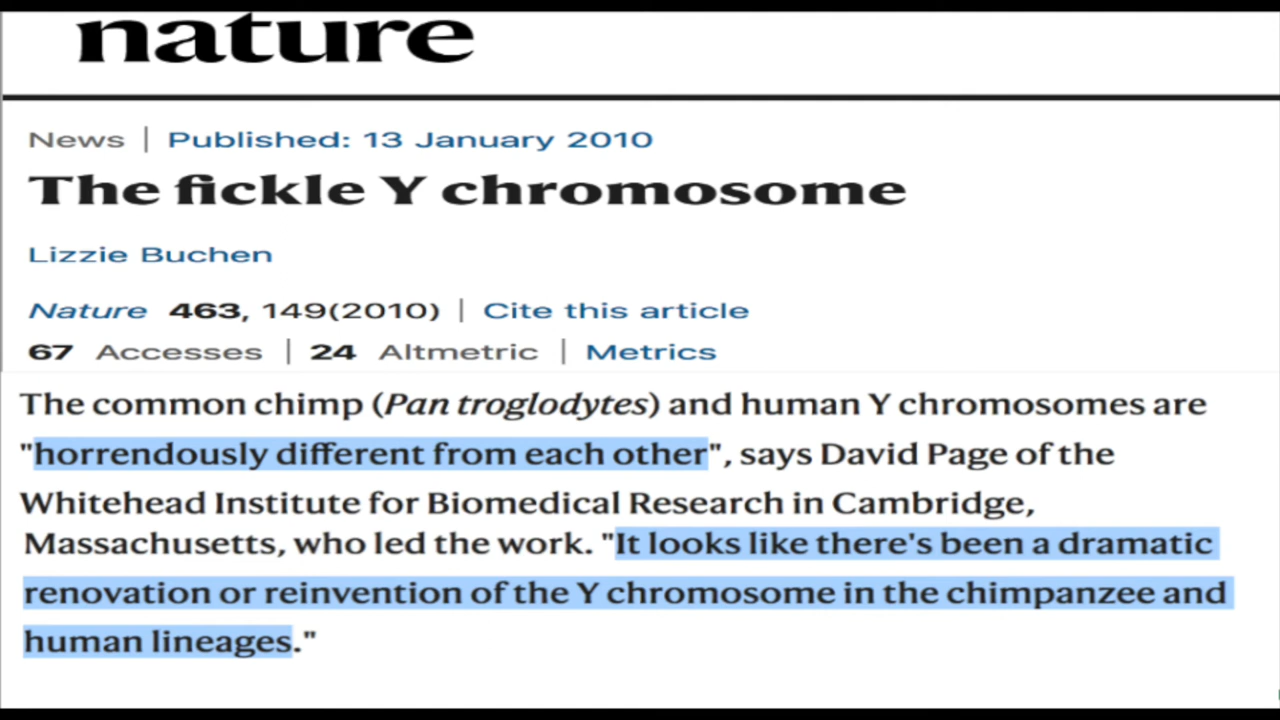 nature
News | Published: 13 January 2010
The fickle Y chromosome
Lizzie Buchen
Nature 463, 149(2010) | Cite this article
67 Accesses | 24 Altmetric | Metrics
The common chimp (Pan troglodytes) and human Y chromosomes are
"horrendously different from each other", says David Page of the
Whitehead Institute for Biomedical Research in Cambridge,
Massachusetts, who led the work. "It looks like there's been a dramatic
renovation or reinvention of the Y chromosome in the chimpanzee and
human lineages."